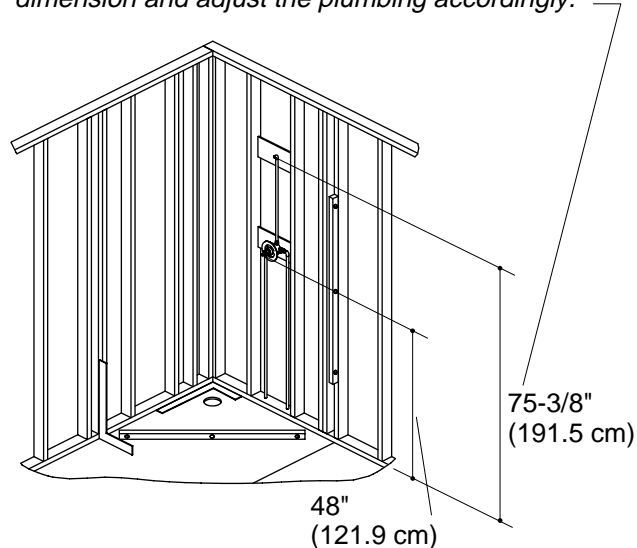 dimension and adjust the plumbing accordingly.
75-3/8"
(191.5 cm)
48"
(121.9 cm)